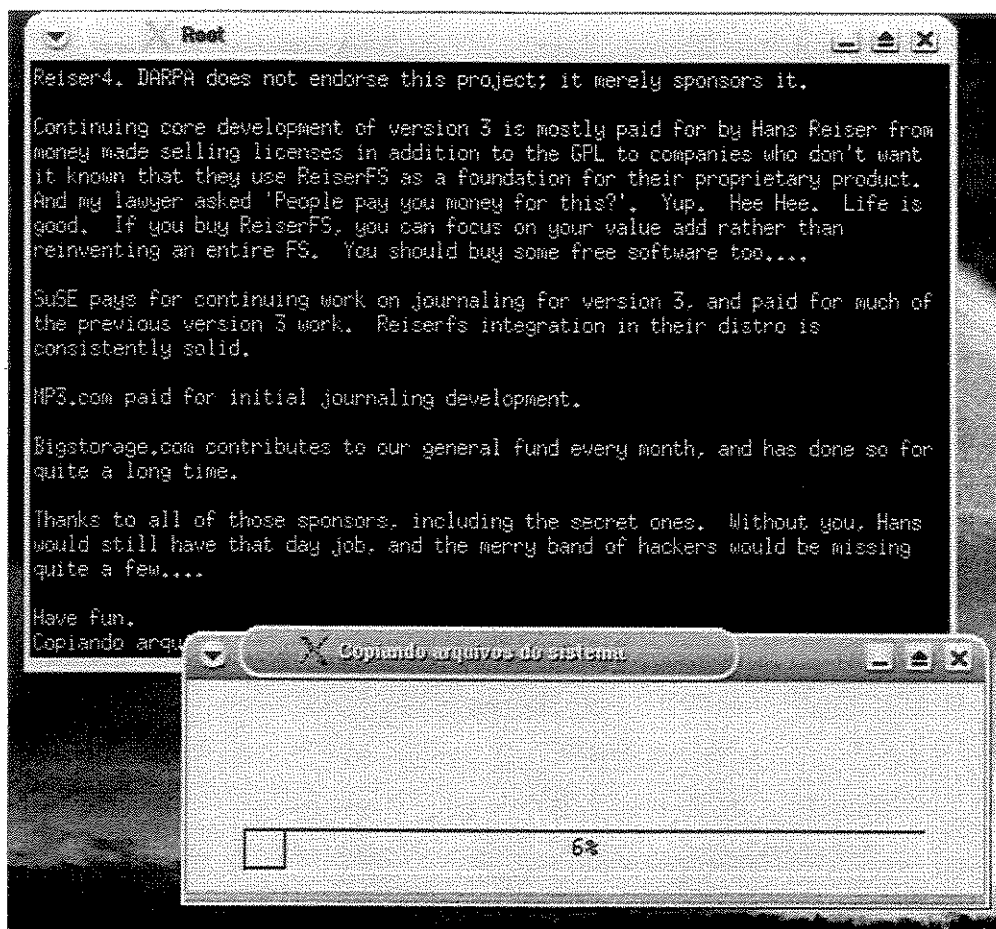 Root
Reiser4. DARPA does not endorse this project; it merely sponsors it.
Continuing core development of version 3 is mostly paid for by Hans Reiser from
money made selling licenses in addition to the GPL to companies who don't want
it known that they use ReiserFS as a foundation for their proprietary product.
And my lawyer asked 'People pay you money for this?'.  Yup.  Hee Hee.  Life is
good.  If you buy ReiserFS, you can focus on your value add rather than
reinventing an entire FS.  You should buy some free software too....
SuSE pays for continuing work on journaling for version 3, and paid for much of
the previous version 3 work.  Reiserfs integration in their distro is
consistently solid.
MP3.com paid for initial journaling development.
Bigstorage.com contributes to our general fund every month, and has done so for
quite a long time.
Thanks to all of those sponsors, including the secret ones.  Without you, Hans
would still have that day job, and the merry band of hackers would be missing
quite a few....
Have fun.
Copiando arqu
Copiando arquivos do sistema
6%